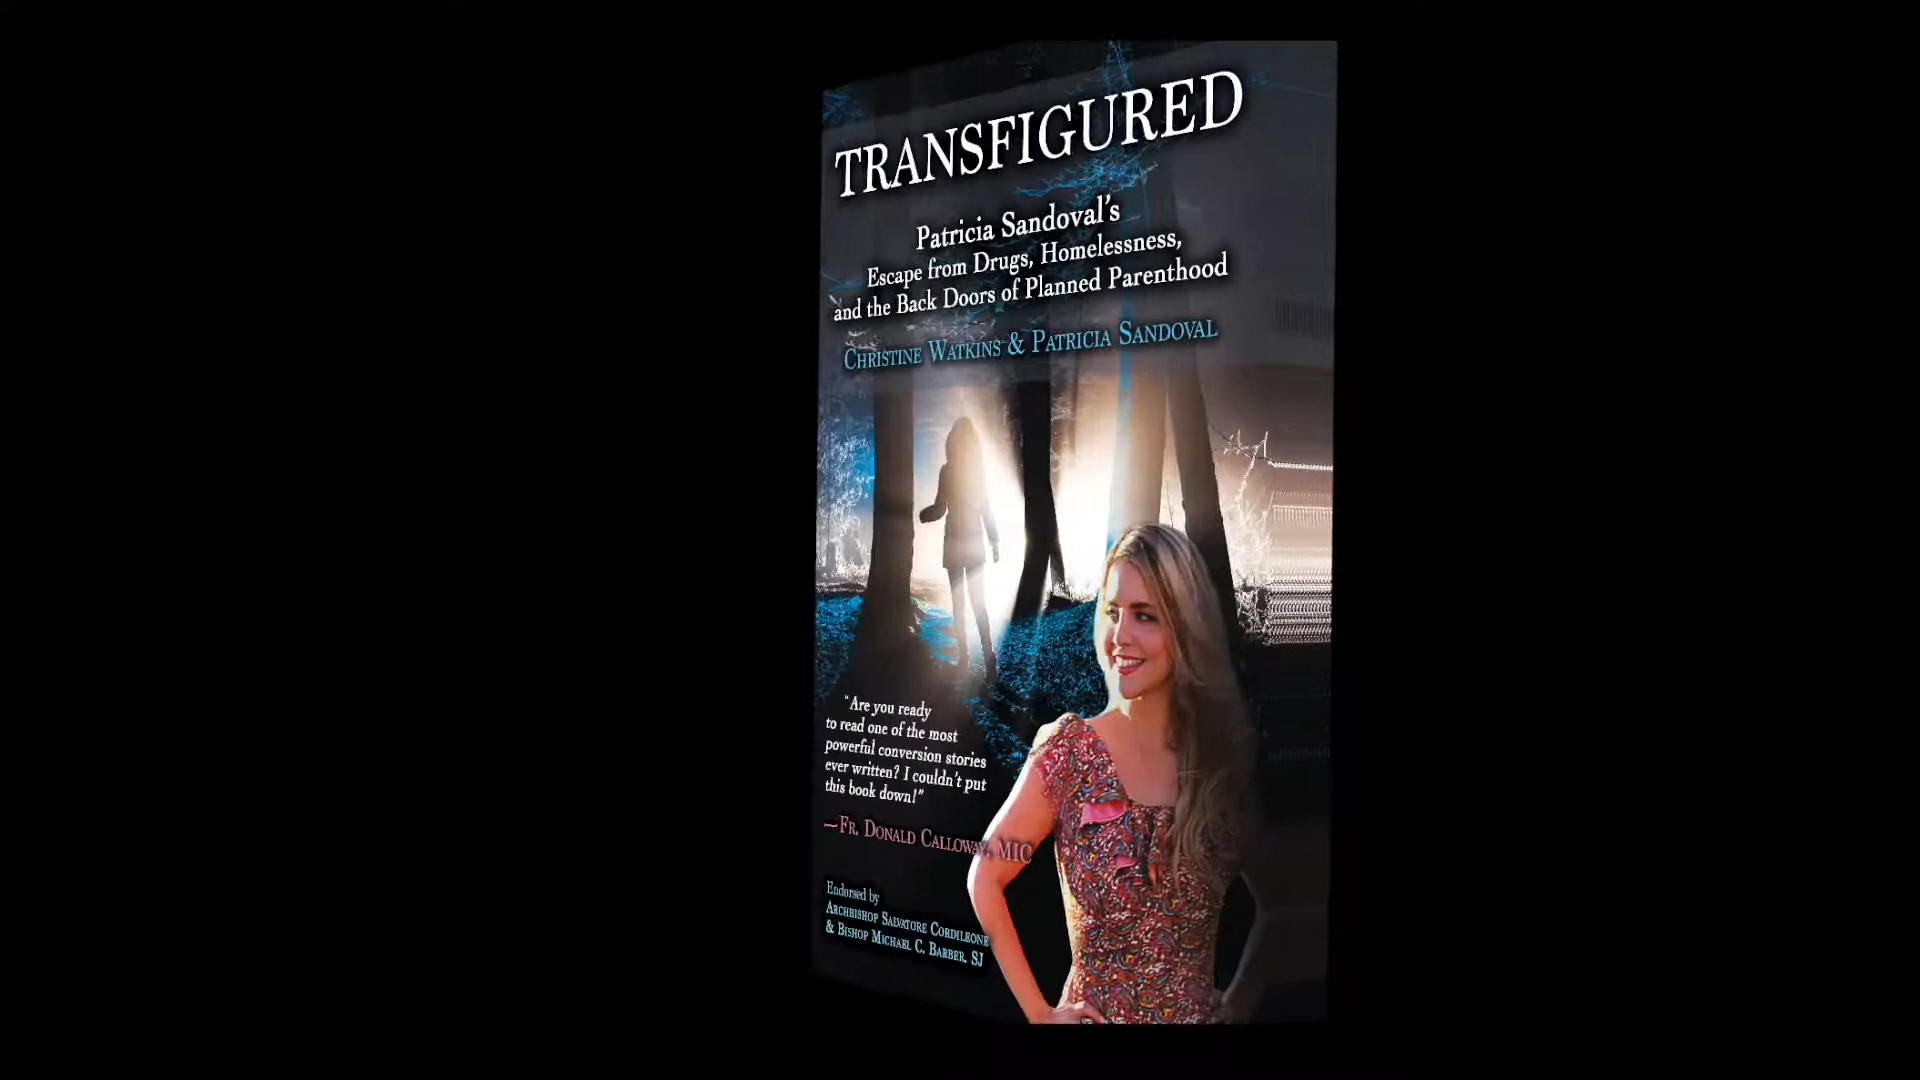 TRANSFIGURED
Patricia Sandoval's
Escape from Drugs, Homelessness,
and the Back Doors of Planned Parenthood
CHRISTINE WATKINS & PATRICIA SANDOVAL
"Are you ready
to read one of the most
powerful conversion stories
ever written? I couldn't put
this book down!"
—FR. DONALD CALLOWAY, MIC
Endorsed by
ARCHBISHOP SALVATORE CORDILEONE
& BISHOP MICHAEL C. BARBER, SJ